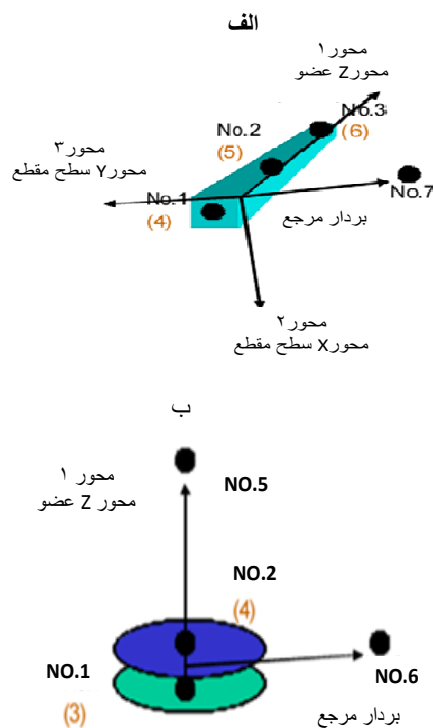 الف
محور۱
محورZ عضو
No.3
(6)
No.2
(5)
محور۳
محورY سطح مقطع
No.1
(4)
No.7
بردار مرجع
محور۲
محورX سطح مقطع
ب
محور ۱
محور Z عضو
NO.5
NO.2
(4)
NO.1
(3)
NO.6
بردار مرجع